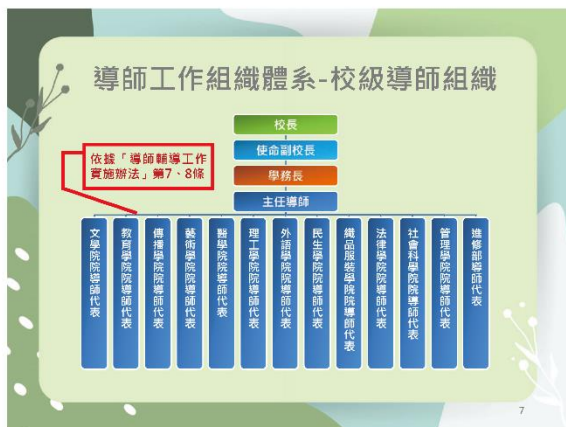 導師工作組織體系-校級導師組織
校長
使命副校長
學務長
主任導師
依據「導師輔導工作
實施辦法」第7、8條
文學院院導師代表
教育學院院導師代表
傳播學院院導師代表
藝術學院院導師代表
醫學院院導師代表
理工學院院導師代表
外語學院院導師代表
民生學院院導師代表
織品服裝學院院導師代表
法律學院院導師代表
社會科學院院導師代表
管理學院院導師代表
進修部導師代表
7